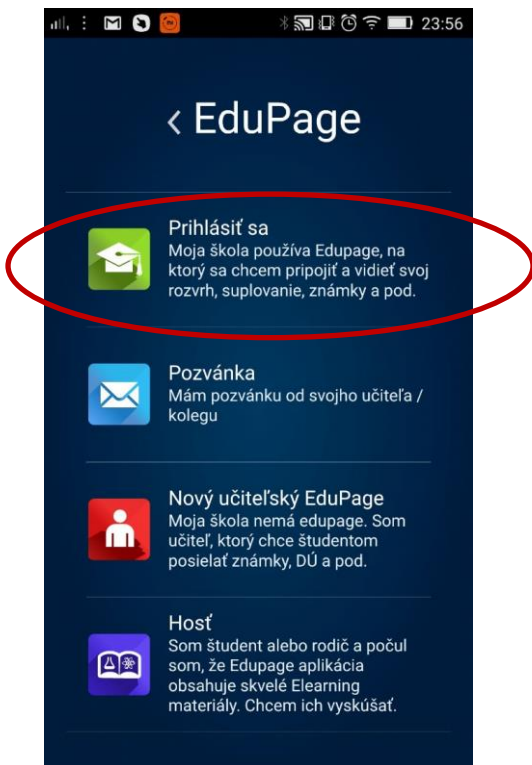 23:56
< EduPage
Prihlásiť sa
Moja škola používa Edupage, na
ktorý sa chcem pripojiť a vidieť svoj
rozvrh, suplovanie, známky a pod.
Pozvánka
Mám pozvánku od svojho učiteľa /
kolegu
Nový učiteľský EduPage
Moja škola nemá edupage. Som
učiteľ, ktorý chce študentom
posielať známky, DÚ a pod.
Hosť
Som študent alebo rodič a počul
som, že Edupage aplikácia
obsahuje skvelé Elearning
materiály. Chcem ich vyskúšať.